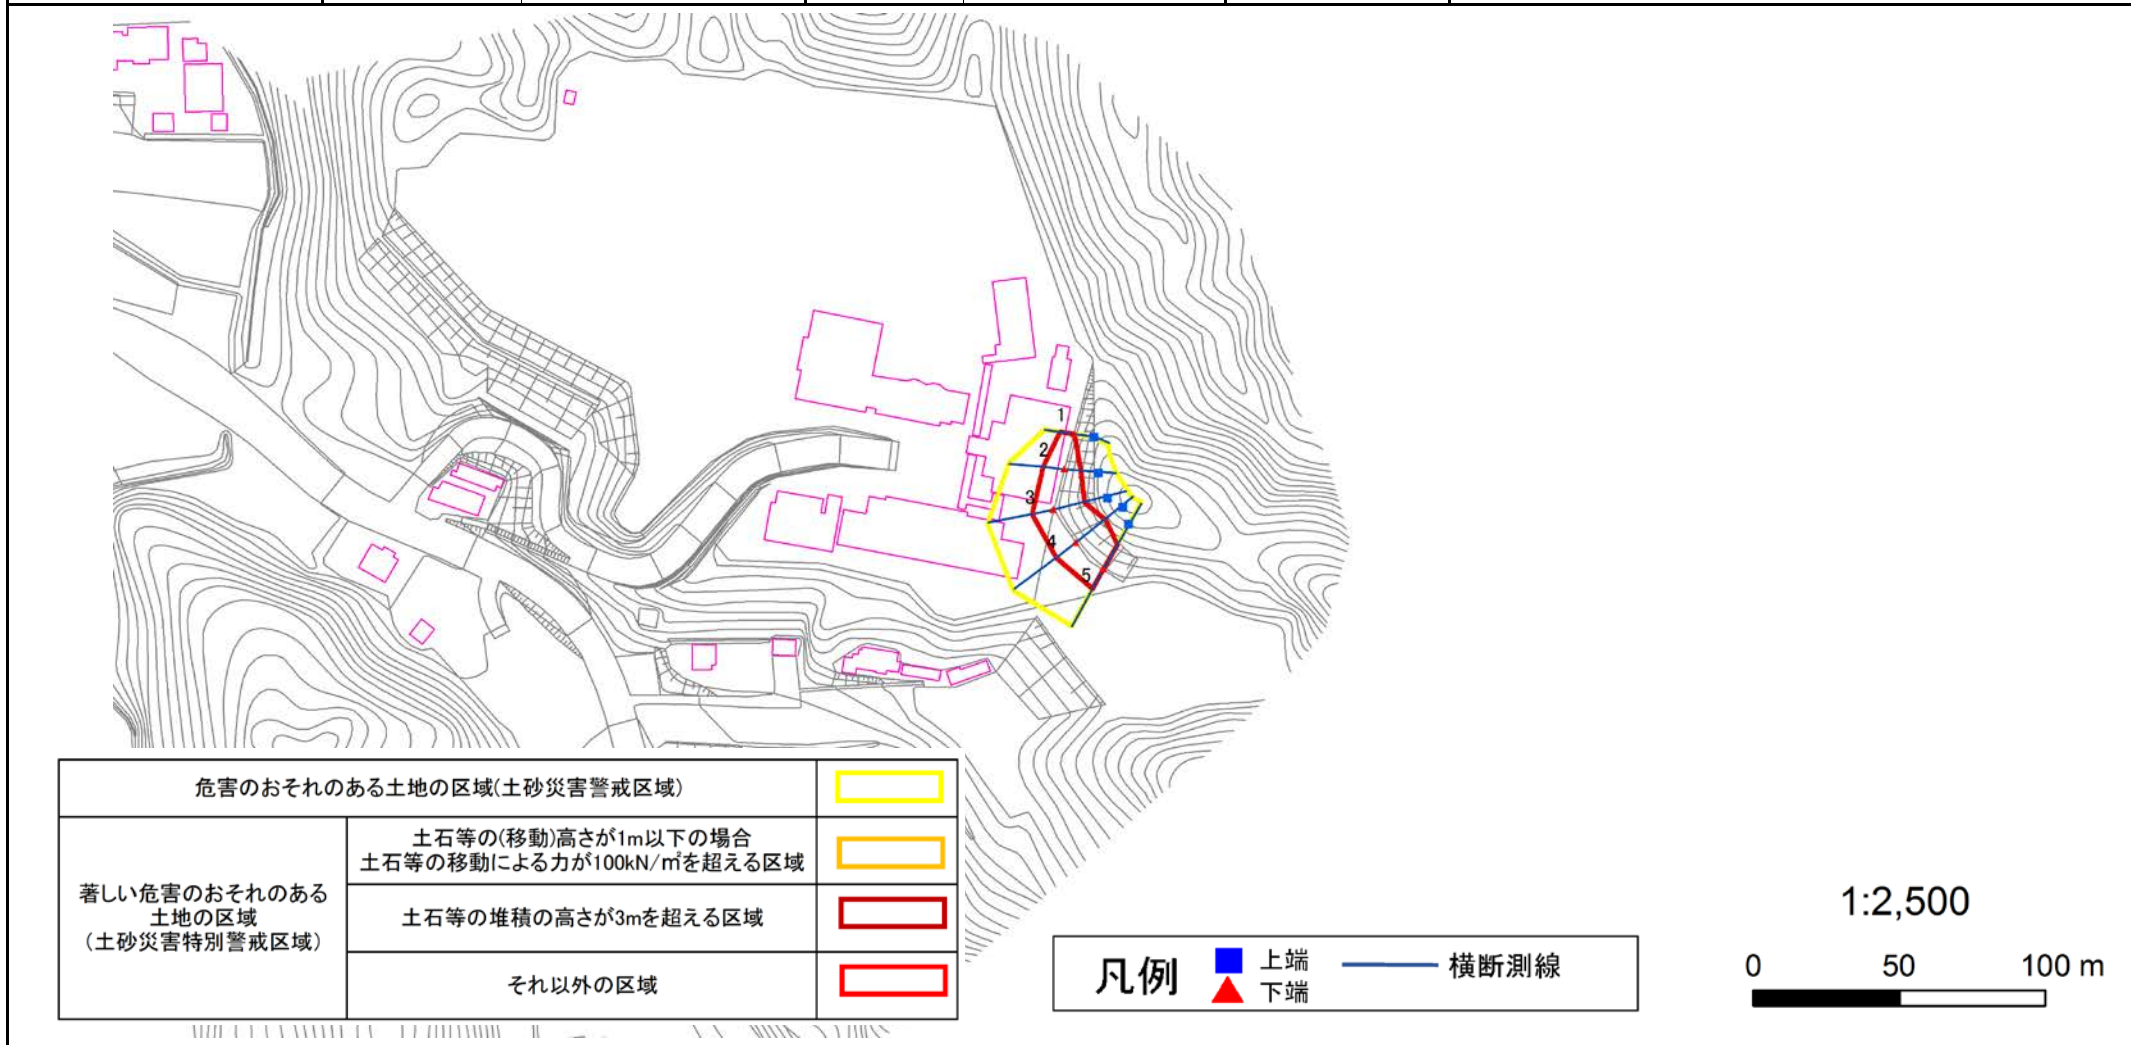 1
2
3
4
5
危害のおそれのある土地の区域(土砂災害警戒区域)
著しい危害のおそれのある
土地の区域
(土砂災害特別警戒区域)
土石等の(移動)高さが1m以下の場合
土石等の移動による力が100kN/㎡を超える区域
土石等の堆積の高さが3mを超える区域
それ以外の区域
凡例
上端
下端
横断測線
1:2,500
0 50 100 m